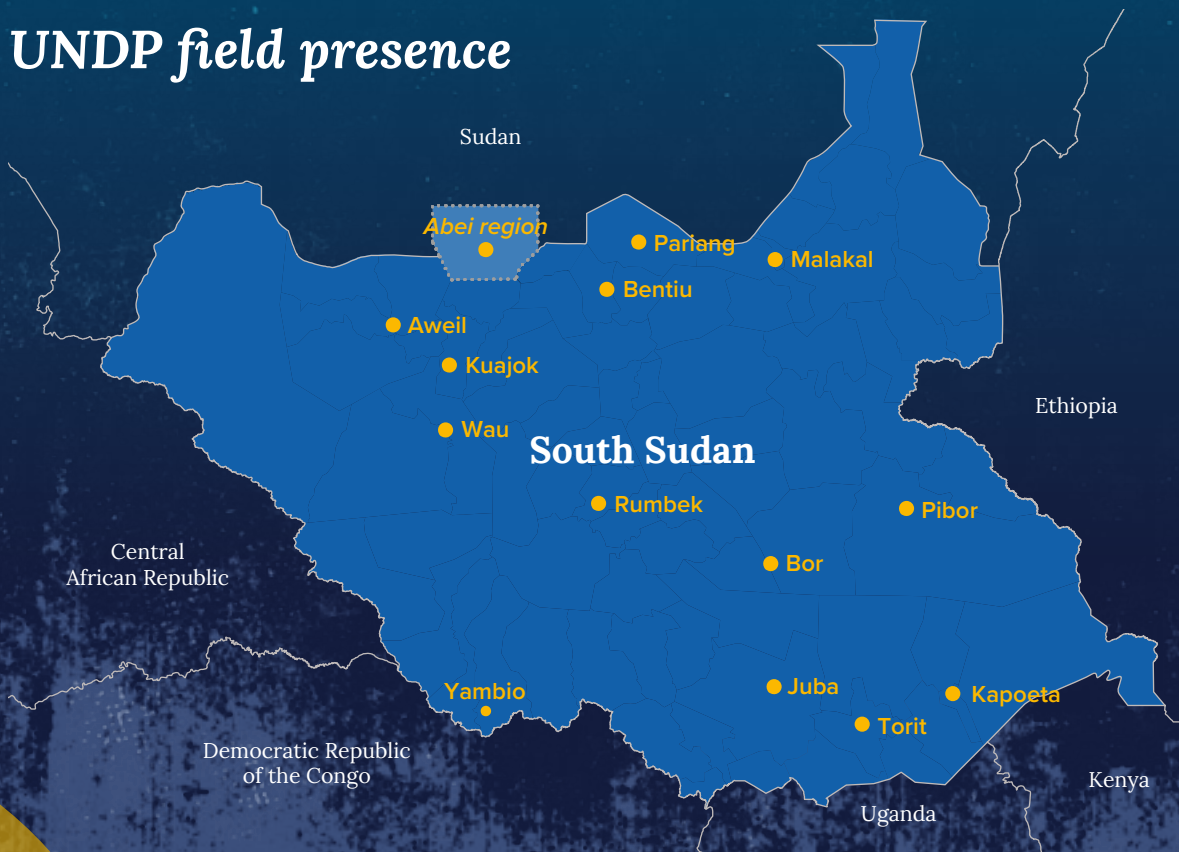 UNDP field presence
Sudan
Abei region
Pariang
Malakal
Bentiu
Aweil
Kuajok
Ethiopia
Wau
South Sudan
Rumbek
Pibor
Central
African Republic
Bor
Juba
Yambio
Kapoeta
Torit
Democratic Republic
of the Congo
Kenya
Uganda